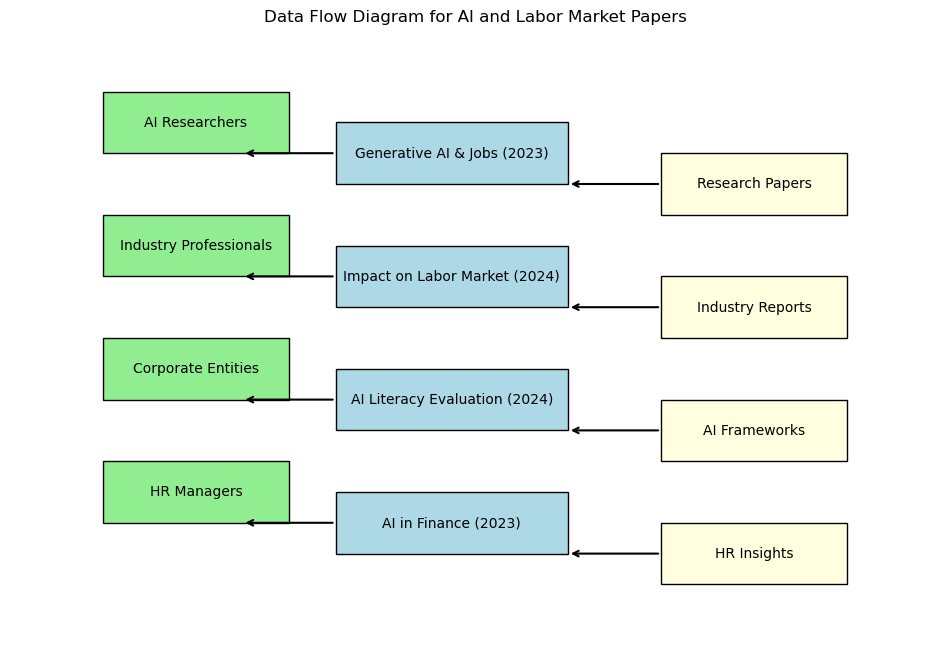 Data Flow Diagram for AI and Labor Market Papers
AI Researchers
Generative AI & Jobs (2023)
Research Papers
Industry Professionals
Impact on Labor Market (2024)
Industry Reports
Corporate Entities
AI Literacy Evaluation (2024)
AI Frameworks
HR Managers
AI in Finance (2023)
HR Insights